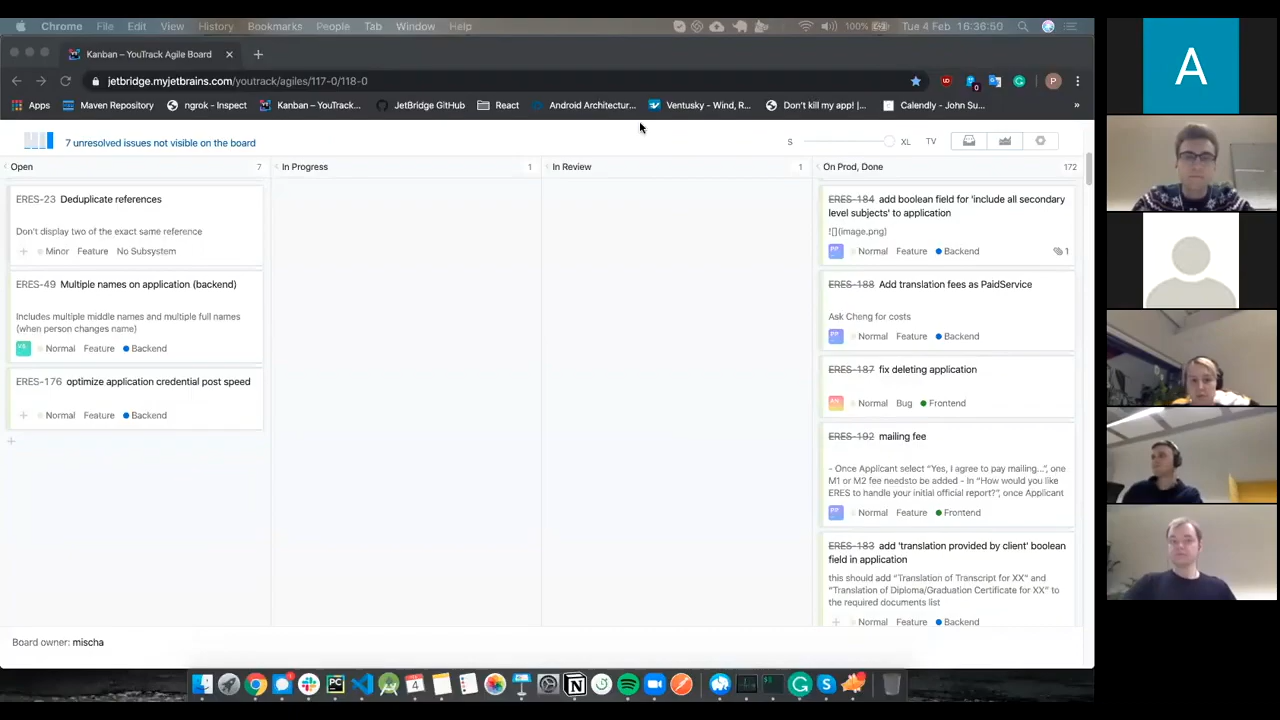 Chrome File Edit View History Bookmarks People Tab Window Help 100% Tue 4 Feb 16:36:50
Kanban – YouTrack Agile Board
jetbridge.myjetbrains.com/youtrack/agiles/117-0/118-0
P
Apps Maven Repository ngrok - Inspect Kanban – YouTrack... JetBridge GitHub React Android Architectur... Ventusky - Wind, R... Don't kill my app! |... Calendly - John Su... »
7 unresolved issues not visible on the board S XL TV
Open 7 In Progress 1 In Review 1 On Prod, Done 172
ERES-23 Deduplicate references
Don't display two of the exact same reference
Minor Feature No Subsystem
ERES-49 Multiple names on application (backend)
Includes multiple middle names and multiple full names
(when person changes name)
Normal Feature Backend
ERES-176 optimize application credential post speed
Normal Feature Backend
ERES-184 add boolean field for 'include all secondary
level subjects' to application
![](image.png)
PP Normal Feature Backend 1
ERES-188 Add translation fees as PaidService
Ask Cheng for costs
PP Normal Feature Backend
ERES-187 fix deleting application
AN Normal Bug Frontend
ERES-192 mailing fee
- Once Applicant select "Yes, I agree to pay mailing...", one
M1 or M2 fee needsto be added - In "How would you like
ERES to handle your initial official report?", once Applicant
PP Normal Feature Frontend
ERES-183 add 'translation provided by client' boolean
field in application
this should add "Translation of Transcript for XX" and
"Translation of Diploma/Graduation Certificate for XX" to
the required documents list
Normal Feature Backend
Board owner: mischa
A